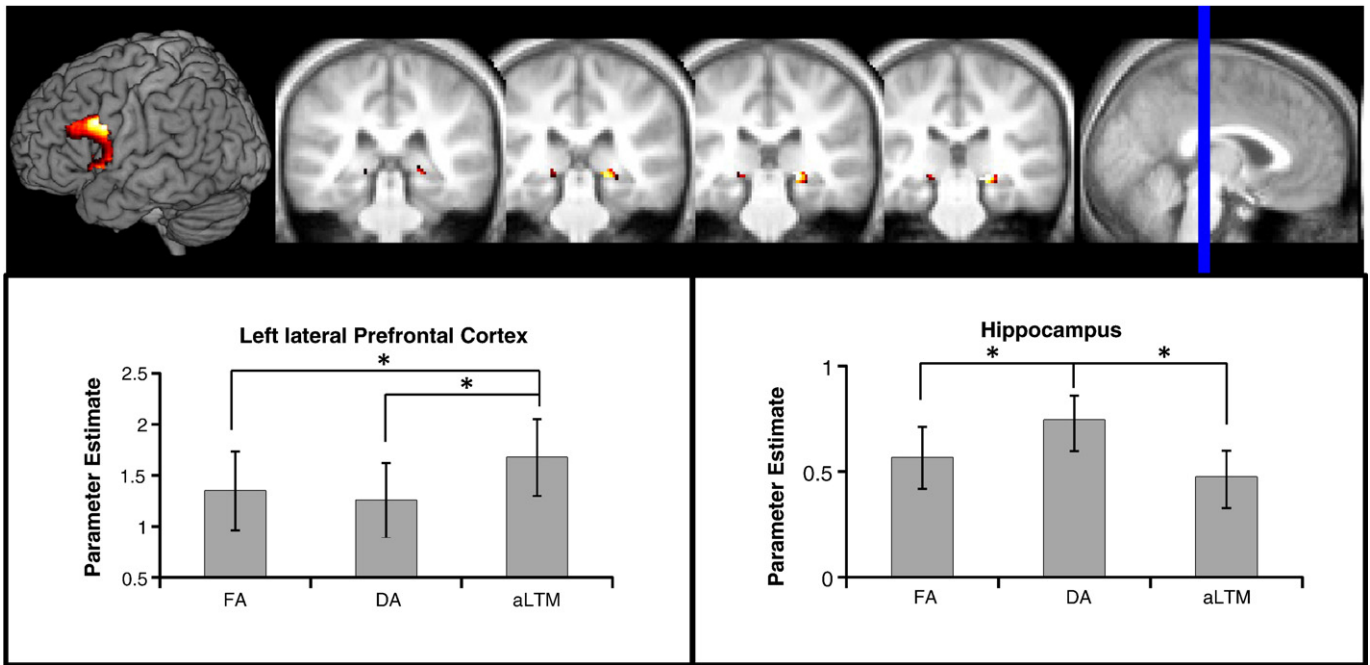 Left lateral Prefrontal Cortex
*
*
Parameter Estimate
2.5
2
1.5
1
0.5
FA DA aLTM
Hippocampus
* *
Parameter Estimate
1
0.5
0
FA DA aLTM